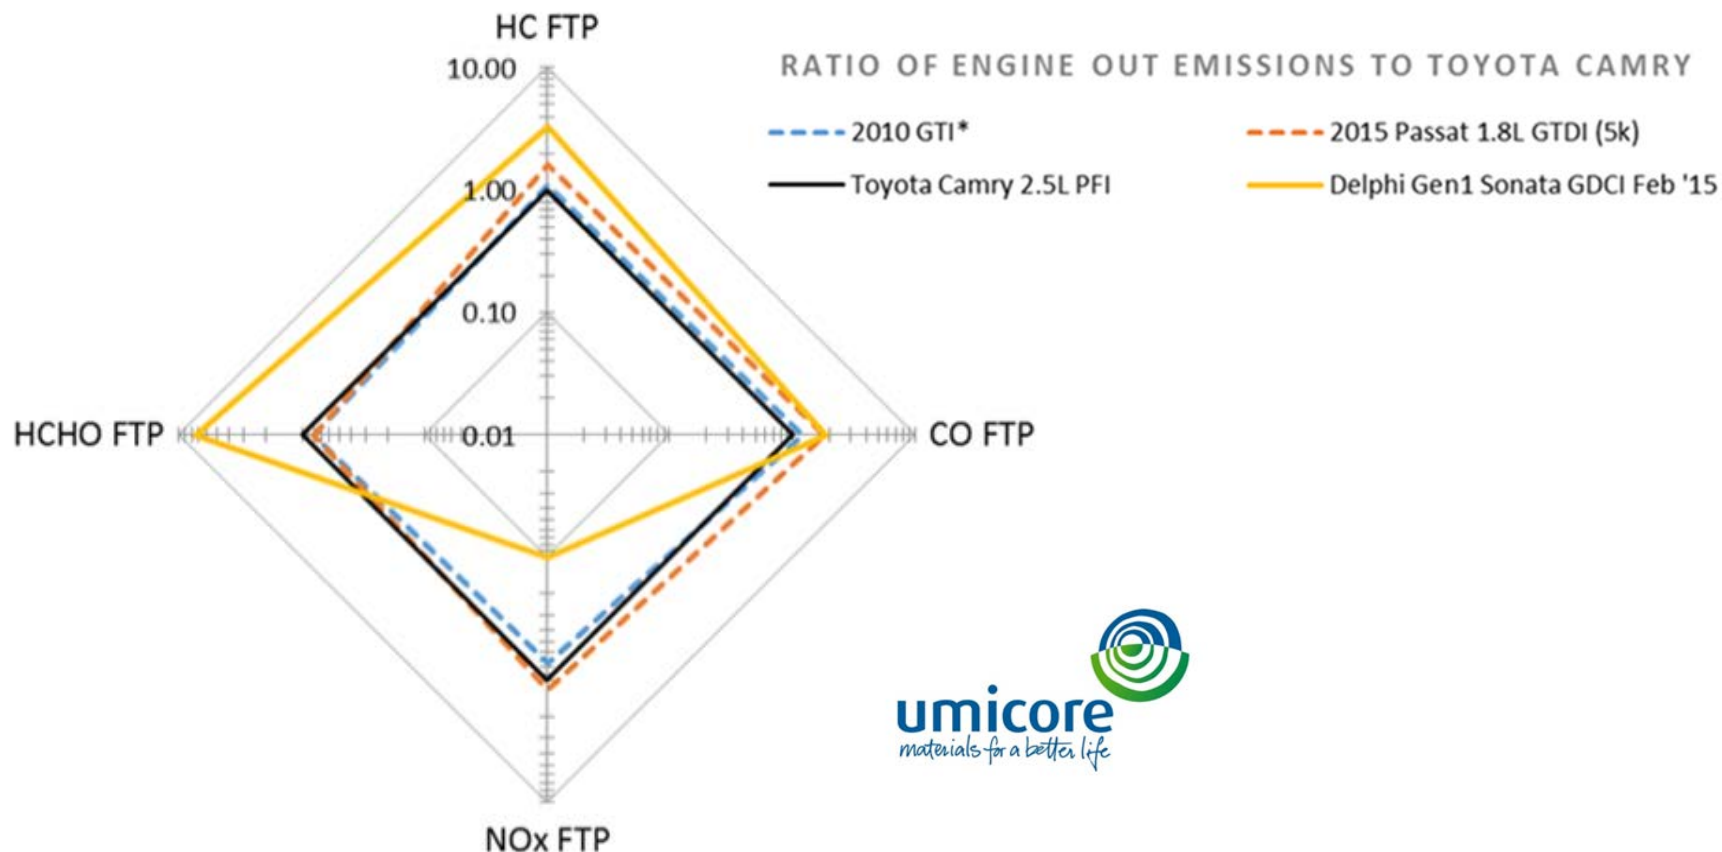 HC FTP
10.00
RATIO OF ENGINE OUT EMISSIONS TO TOYOTA CAMRY
2010 GTI*
2015 Passat 1.8L GTDI (5k)
Toyota Camry 2.5L PFI
Delphi Gen1 Sonata GDCI Feb '15
1.00
0.10
HCHO FTP
0.01
CO FTP
umicore
materials for a better life
NOx FTP